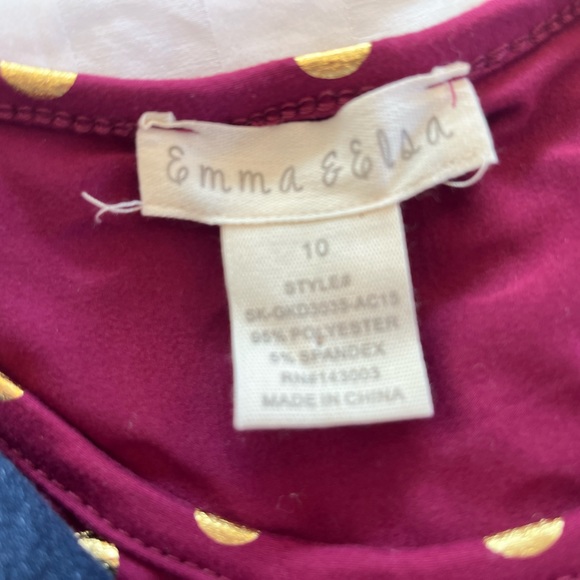 Emma & Elsa
10
STYLE#
95% POLYESTER
5% SPANDEX
RN#143003
MADE IN CHINA